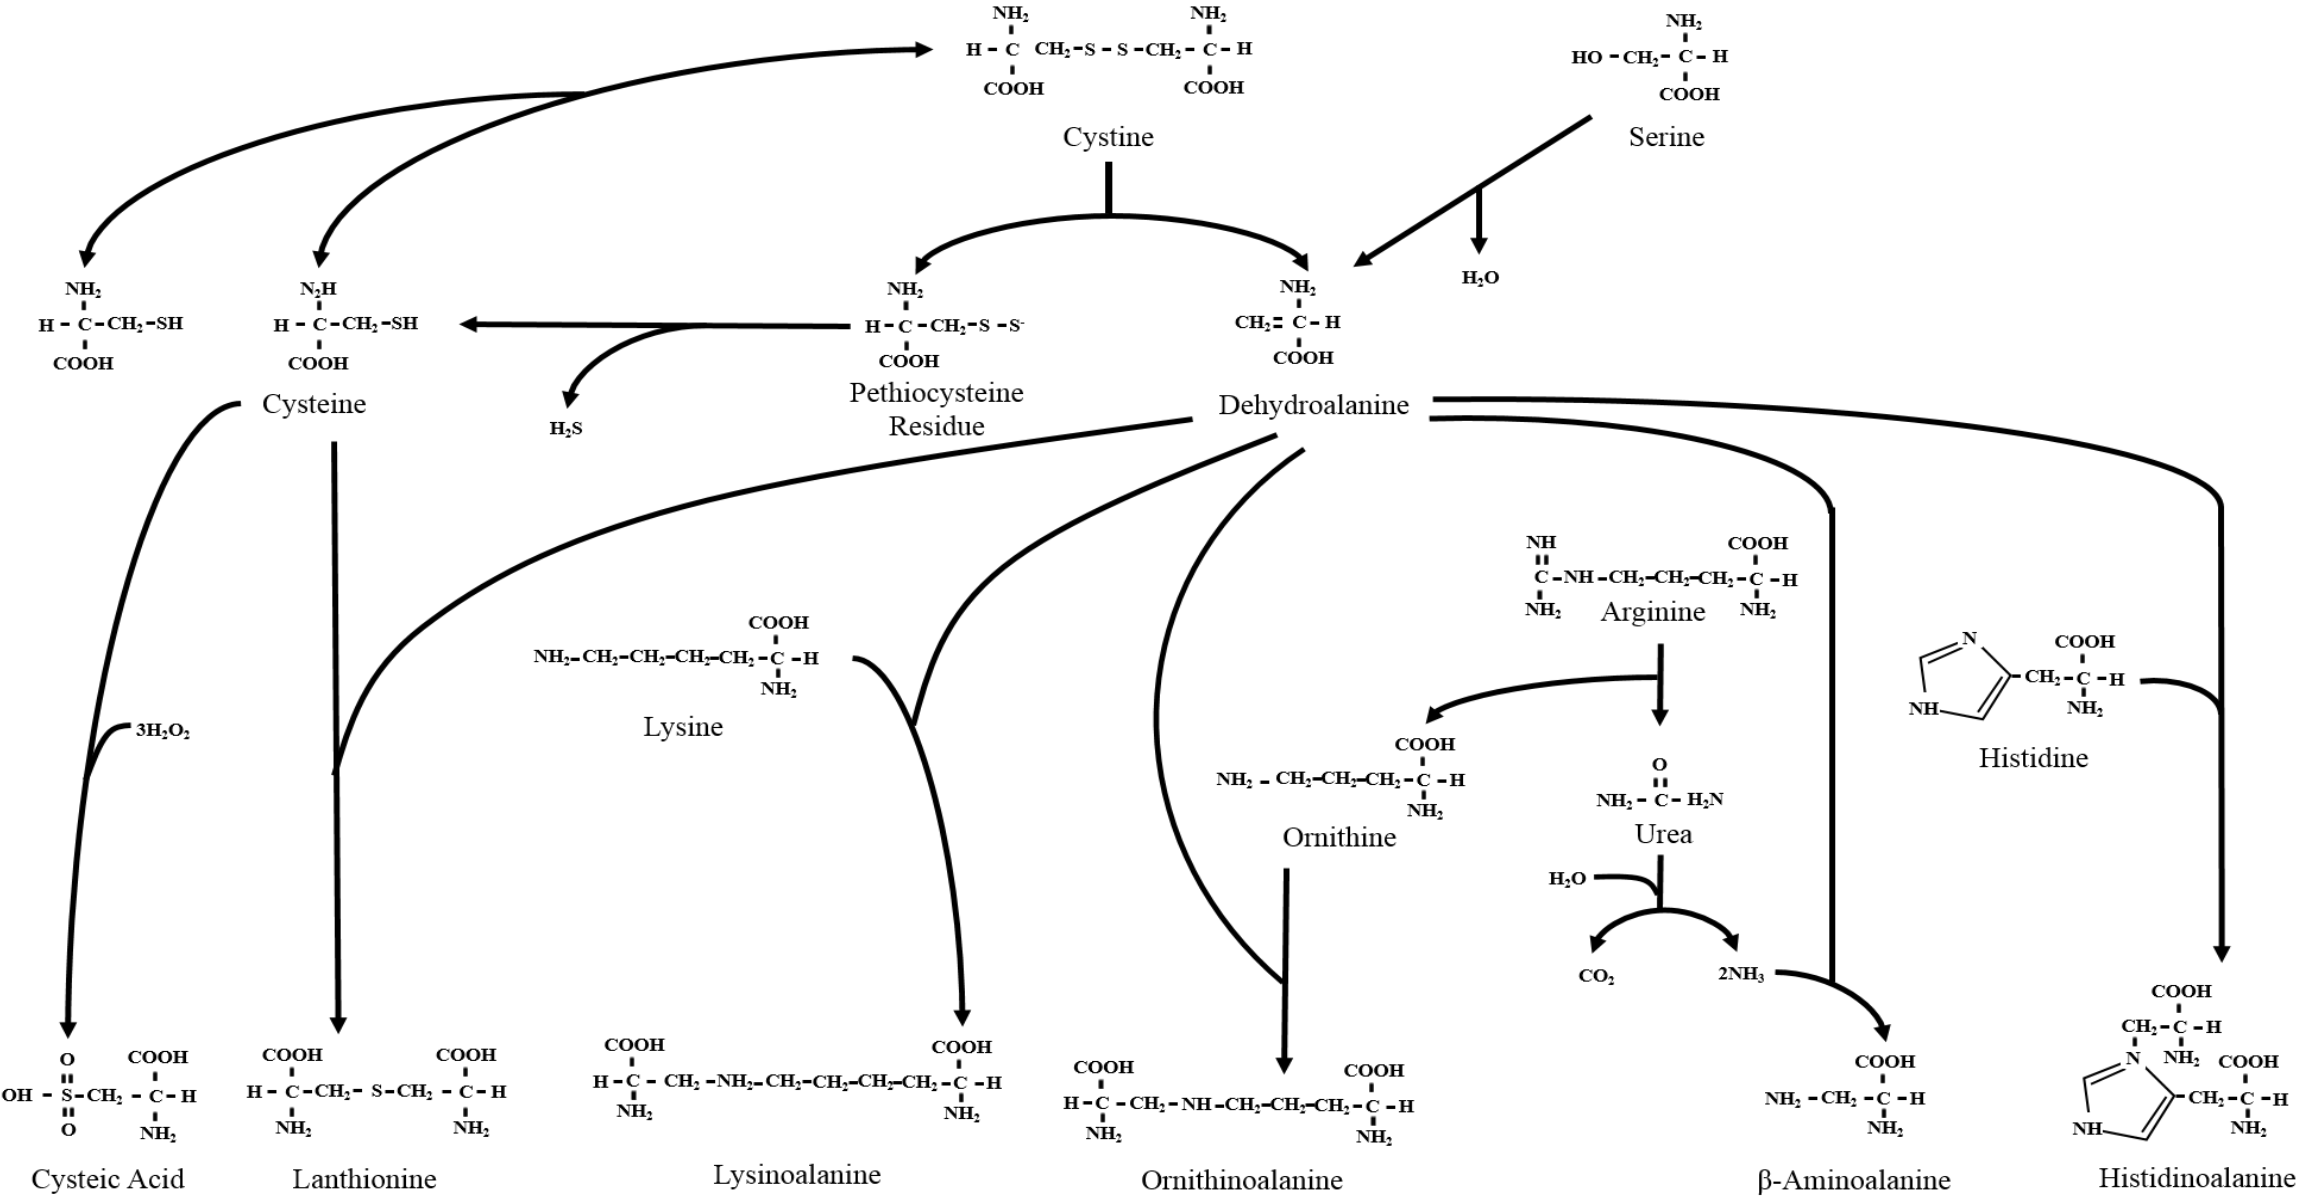 NH₂ NH₂
H - C CH₂-S - S -CH₂ - C - H
COOH COOH
Cystine
NH₂
HO - CH₂ - C - H
COOH
Serine
H₂O
NH₂
H - C - CH₂ - SH
COOH
N₂H
H - C - CH₂ - SH
COOH
Cysteine
H₂S
NH₂
H - C - CH₂ - S - S-
COOH
Pethiocysteine
Residue
NH₂
CH₂ = C - H
COOH
Dehydroalanine
NH COOH
C - NH - CH₂ - CH₂ - CH₂ - C - H
NH₂ NH₂
Arginine
COOH
NH₂ - CH₂ - CH₂ - CH₂ - CH₂ - C - H
NH₂
Lysine
3H₂O₂
N COOH
CH₂ - C - H
NH NH₂
Histidine
COOH
NH₂ - CH₂ - CH₂ - CH₂ - C - H
NH₂
Ornithine
O
NH₂ - C - H₂N
Urea
H₂O
CO₂ 2NH₃
O COOH
OH - S - CH₂ - C - H
O NH₂
Cysteic Acid
COOH COOH
H - C - CH₂ - S - CH₂ - C - H
NH₂ NH₂
Lanthionine
COOH COOH
H - C - CH₂ - NH₂ - CH₂ - CH₂ - CH₂ - CH₂ - C - H
NH₂ NH₂
Lysinoalanine
COOH COOH
H - C - CH₂ - NH - CH₂ - CH₂ - CH₂ - C - H
NH₂ NH₂
Ornithinoalanine
COOH
NH₂ - CH₂ - C - H
NH₂
β-Aminoalanine
COOH
CH₂ - C - H
N NH₂ COOH
CH₂ - C - H
NH NH₂
Histidinoalanine